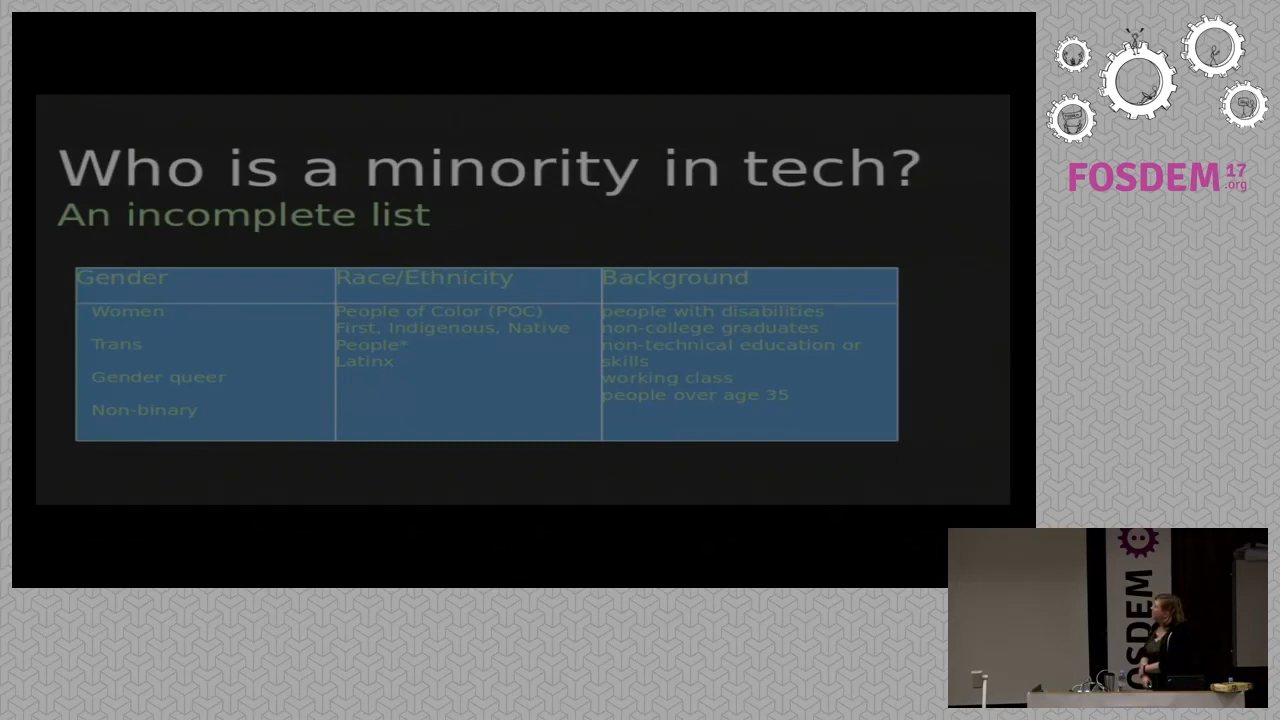 Who is a minority in tech?
An incomplete list
Gender
Women
Trans
Gender queer
Non-binary
Race/Ethnicity
People of Color (POC)
First, Indigenous, Native
People*
Latinx
Background
people with disabilities
non-college graduates
non-technical education or
skills
working class
people over age 35
FOSDEM 17
.org
FOSDEM